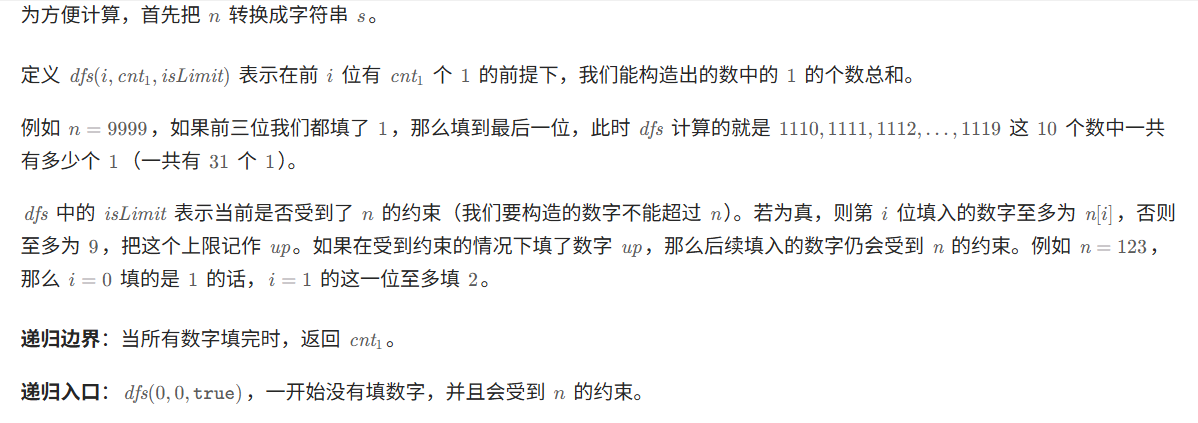 为方便计算，首先把 n 转换成字符串 s。
定义 dfs(i, cnt₁, isLimit) 表示在前 i 位有 cnt₁ 个 1 的前提下，我们能构造出的数中的 1 的个数总和。
例如 n = 9999，如果前三位我们都填了 1，那么填到最后一位，此时 dfs 计算的就是 1110, 1111, 1112, . . . , 1119 这 10 个数中一共
有多少个 1（一共有 31 个 1）。
dfs 中的 isLimit 表示当前是否受到了 n 的约束（我们要构造的数字不能超过 n）。若为真，则第 i 位填入的数字至多为 n[i]，否则
至多为 9，把这个上限记作 up。如果在受到约束的情况下填了数字 up，那么后续填入的数字仍会受到 n 的约束。例如 n = 123，
那么 i = 0 填的是 1 的话，i = 1 的这一位至多填 2。
递归边界：当所有数字填完时，返回 cnt₁。
递归入口：dfs(0, 0, true)，一开始没有填数字，并且会受到 n 的约束。